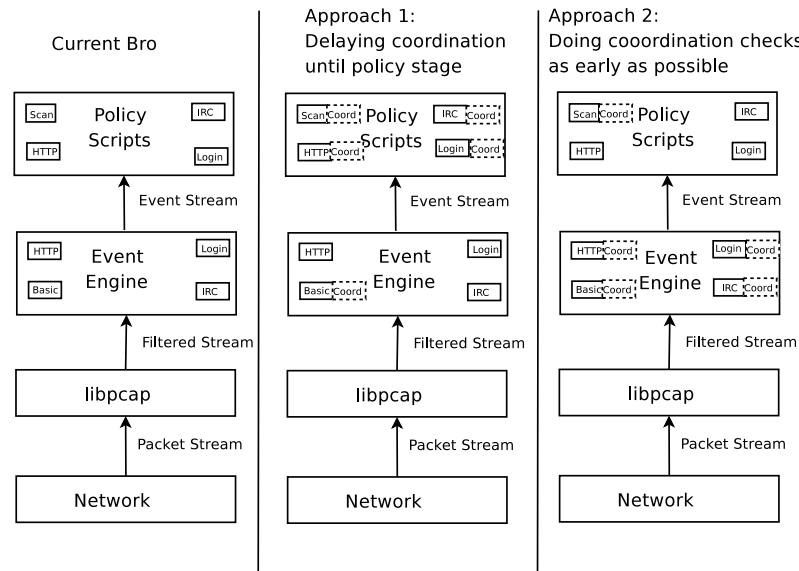 Current Bro
Policy
Scripts
Scan
IRC
HTTP
Login
Event Stream
Event
Engine
HTTP
Login
Basic
IRC
Filtered Stream
libpcap
Packet Stream
Network
Approach 1:
Delaying coordination
until policy stage
Policy
Scripts
Scan Coord
IRC Coord
HTTP Coord
Login Coord
Event Stream
Event
Engine
HTTP
Login
Basic Coord
IRC
Filtered Stream
libpcap
Packet Stream
Network
Approach 2:
Doing cooordination checks
as early as possible
Policy
Scripts
Scan Coord
IRC
HTTP
Login
Event Stream
Event
Engine
HTTP Coord
Login Coord
Basic Coord
IRC Coord
Filtered Stream
libpcap
Packet Stream
Network